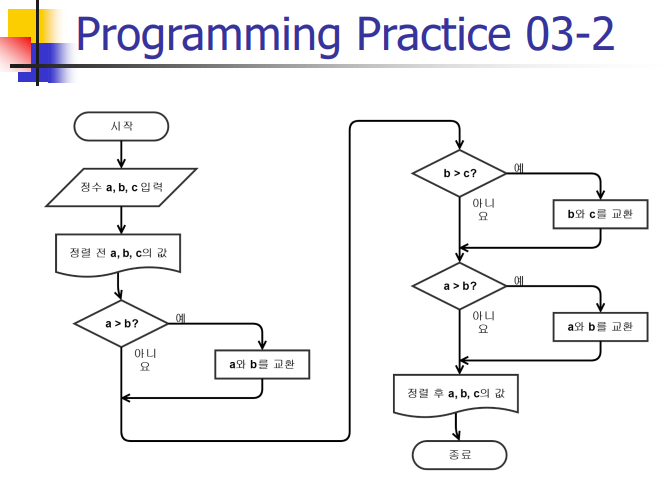 Programming Practice 03-2
시작
정수 a, b, c 입력
정렬 전 a, b, c의 값
a > b?
예
아니
요
a와 b를 교환
b > c?
예
아니
요
b와 c를 교환
a > b?
예
아니
요
a와 b를 교환
정렬 후 a, b, c의 값
종료